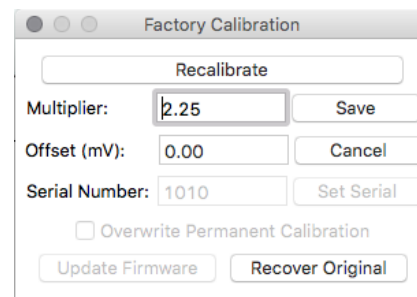 Factory Calibration
Recalibrate
Multiplier: 2.25 Save
Offset (mV): 0.00 Cancel
Serial Number: 1010 Set Serial
Overwrite Permanent Calibration
Update Firmware Recover Original